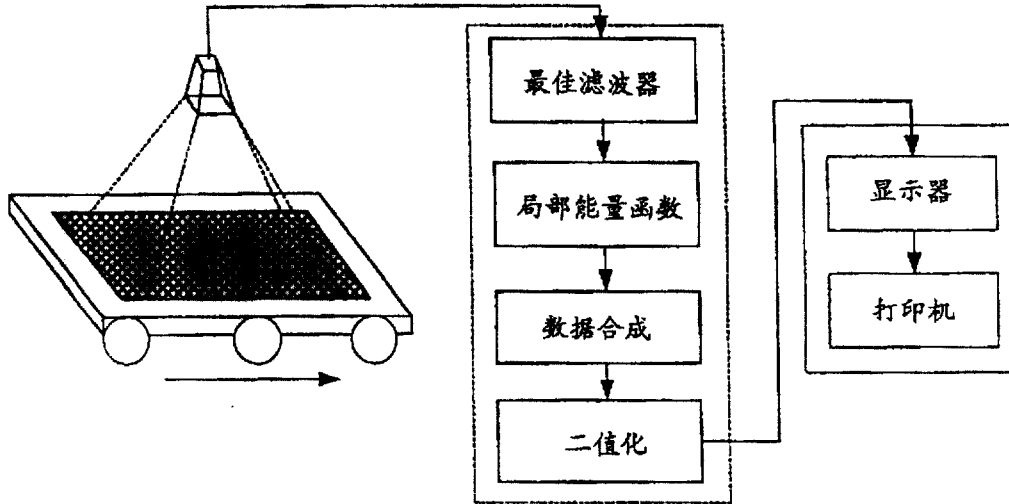 最佳滤波器
局部能量函数
数据合成
二值化
显示器
打印机